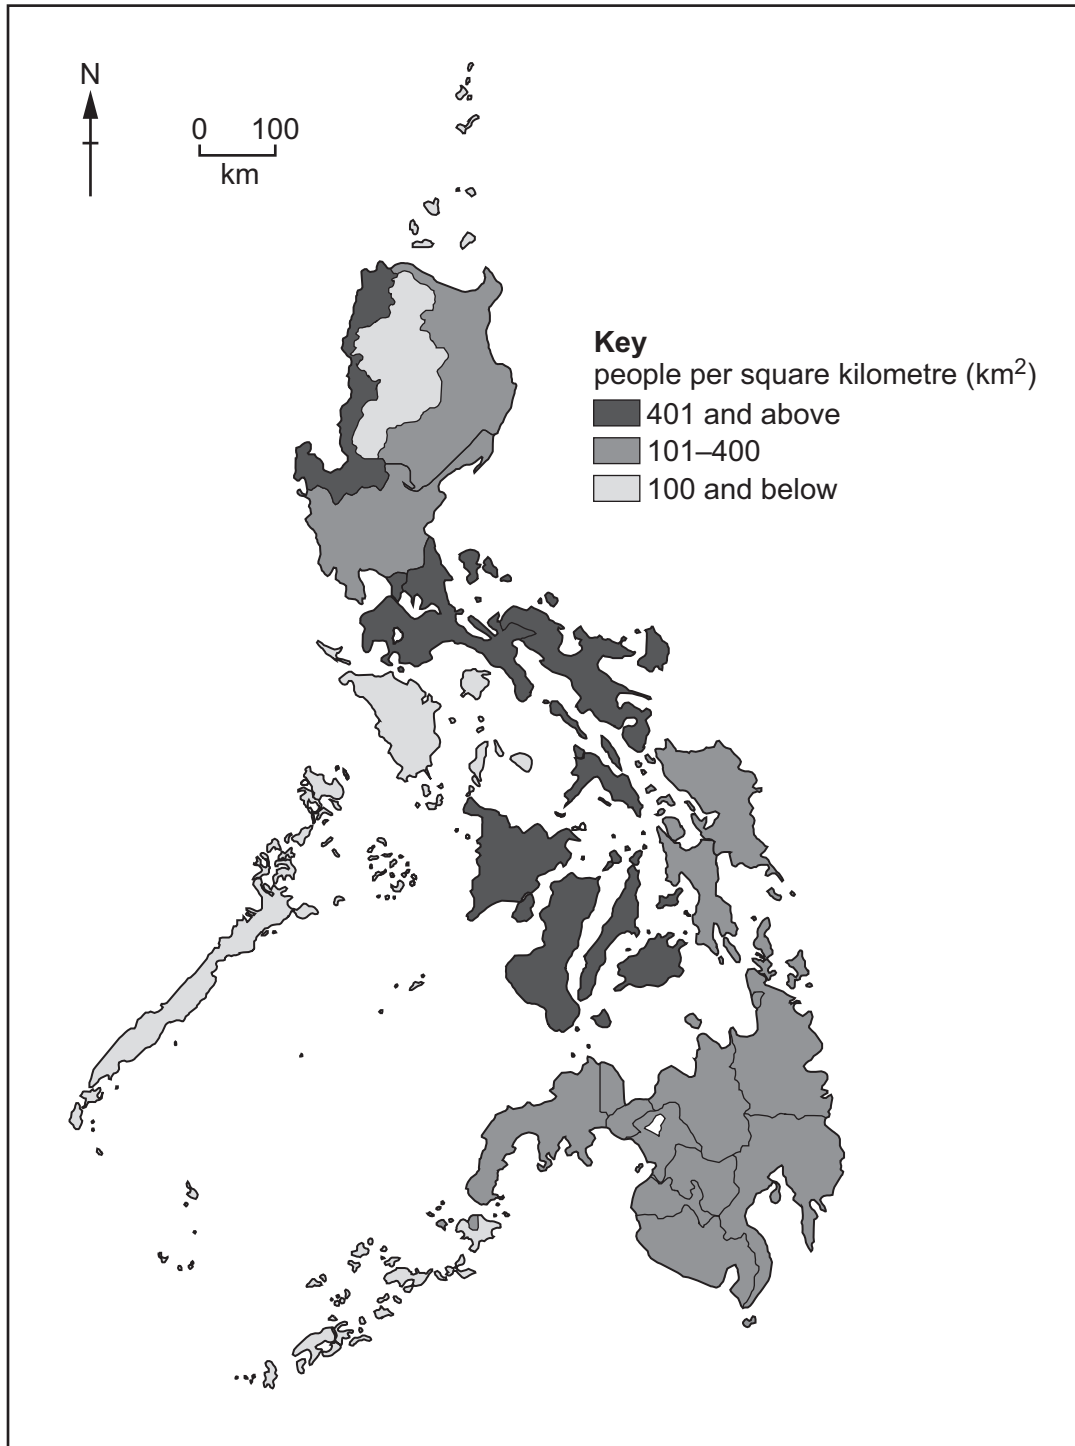 N
0 100
km
Key
people per square kilometre (km²)
401 and above
101–400
100 and below